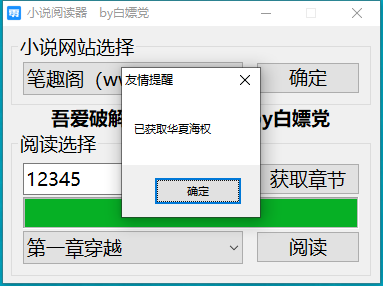 小说阅读器 by白嫖党
小说网站选择
笔趣阁（w
确定
友情提醒
已获取华夏海权
确定
吾爱破解
by白嫖党
阅读选择
12345
获取章节
第一章穿越
阅读